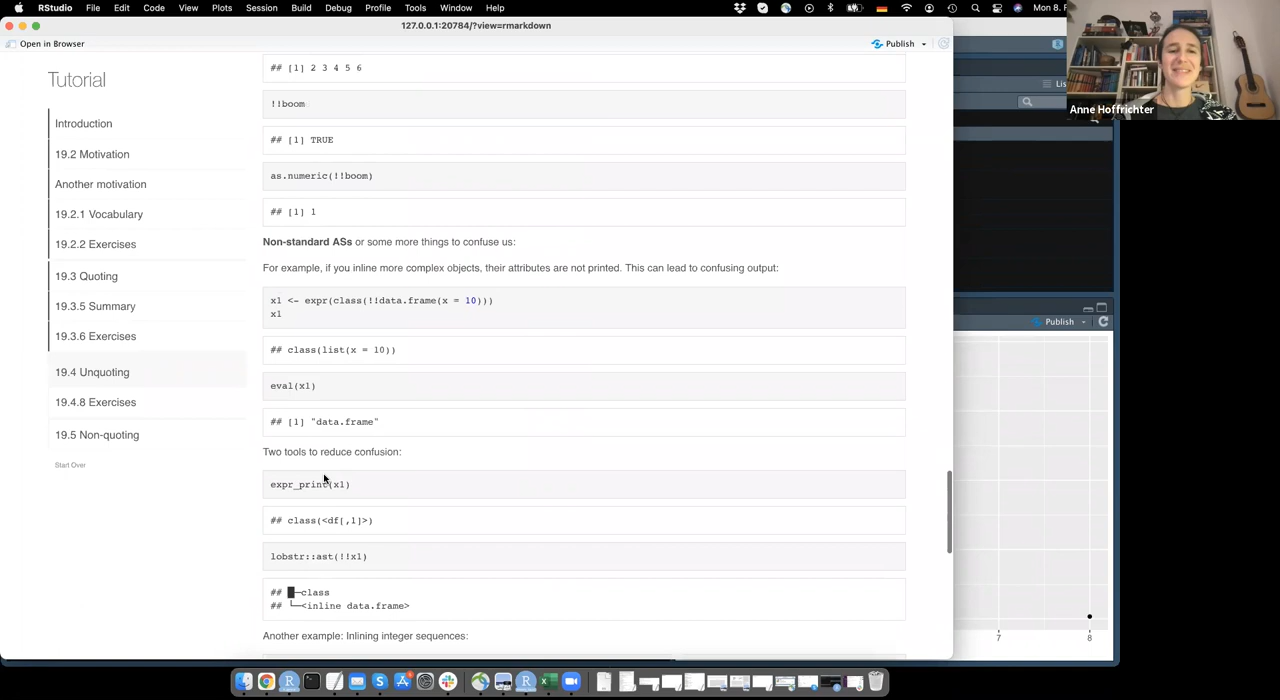 RStudio File Edit Code View Plots Session Build Debug Profile Tools Window Help
Mon 8. F
127.0.0.1:20784/?view=rmarkdown
Open in Browser
Publish
Lis
Anne Hoffrichter
Tutorial
Introduction
19.2 Motivation
Another motivation
19.2.1 Vocabulary
19.2.2 Exercises
19.3 Quoting
19.3.5 Summary
19.3.6 Exercises
19.4 Unquoting
19.4.8 Exercises
19.5 Non-quoting
Start Over
## [1] 2 3 4 5 6
!!boom
## [1] TRUE
as.numeric(!!boom)
## [1] 1
Non-standard ASs or some more things to confuse us:
For example, if you inline more complex objects, their attributes are not printed. This can lead to confusing output:
x1 <- expr(class(!!data.frame(x = 10)))
x1
## class(list(x = 10))
eval(x1)
## [1] "data.frame"
Two tools to reduce confusion:
expr_print(x1)
## class(<df[,1]>)
lobstr::ast(!!x1)
## █─class
## └─<inline data.frame>
Another example: Inlining integer sequences:
Publish
7 8